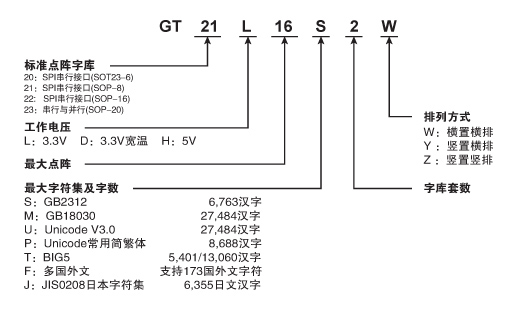 GT 21 L 16 S 2 W
标准点阵字库
20：SPI串行接口(SOT23-6)
21：SPI串行接口(SOP-8)
22：SPI串行接口(SOP-16)
23：串行与并行(SOP-20)
工作电压
L：3.3V D：3.3V宽温 H：5V
最大点阵
最大字符集及字数
S：GB2312 6,763汉字
M：GB18030 27,484汉字
U：Unicode V3.0 27,484汉字
P：Unicode常用简繁体 8,688汉字
T：BIG5 5,401/13,060汉字
F：多国外文 支持173国外文字符
J：JIS0208日本字符集 6,355日文汉字
排列方式
W：横置横排
Y：竖置横排
Z：竖置竖排
字库套数